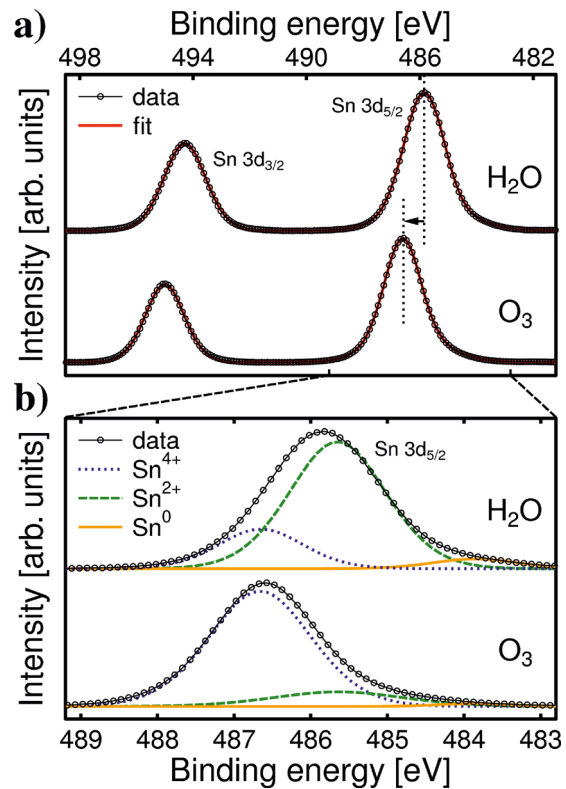 a)
Binding energy [eV]
498 494 490 486 482
Intensity [arb. units]
data
fit
Sn 3d3/2
Sn 3d5/2
H2O
O3
b)
Intensity [arb. units]
data
Sn4+
Sn2+
Sn0
Sn 3d5/2
H2O
O3
489 488 487 486 485 484 483
Binding energy [eV]